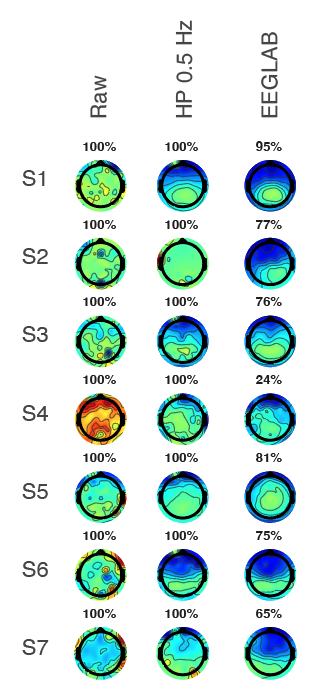 Raw HP 0.5 Hz EEGLAB
100% 100% 95%
S1
100% 100% 77%
S2
100% 100% 76%
S3
100% 100% 24%
S4
100% 100% 81%
S5
100% 100% 75%
S6
100% 100% 65%
S7